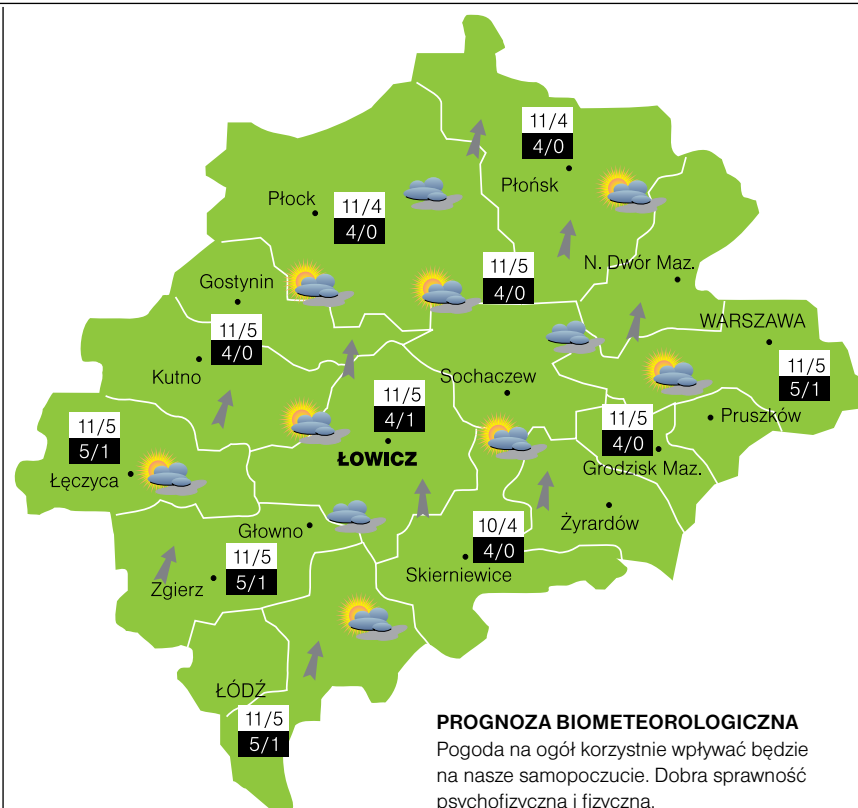 11/4
4/0
Płońsk
Płock
11/4
4/0
N. Dwór Maz.
11/5
4/0
Gostynin
WARSZAWA
11/5
5/1
11/5
4/0
Kutno
Sochaczew
11/5
4/1
ŁOWICZ
Pruszków
11/5
4/0
Grodzisk Maz.
11/5
5/1
Łęczyca
Żyrardów
Głowno
10/4
4/0
Skierniewice
11/5
5/1
Zgierz
ŁÓDŹ
11/5
5/1
PROGNOZA BIOMETEOROLOGICZNA
Pogoda na ogół korzystnie wpływać będzie
na nasze samopoczucie. Dobra sprawność
psychofizyczna i fizyczna.